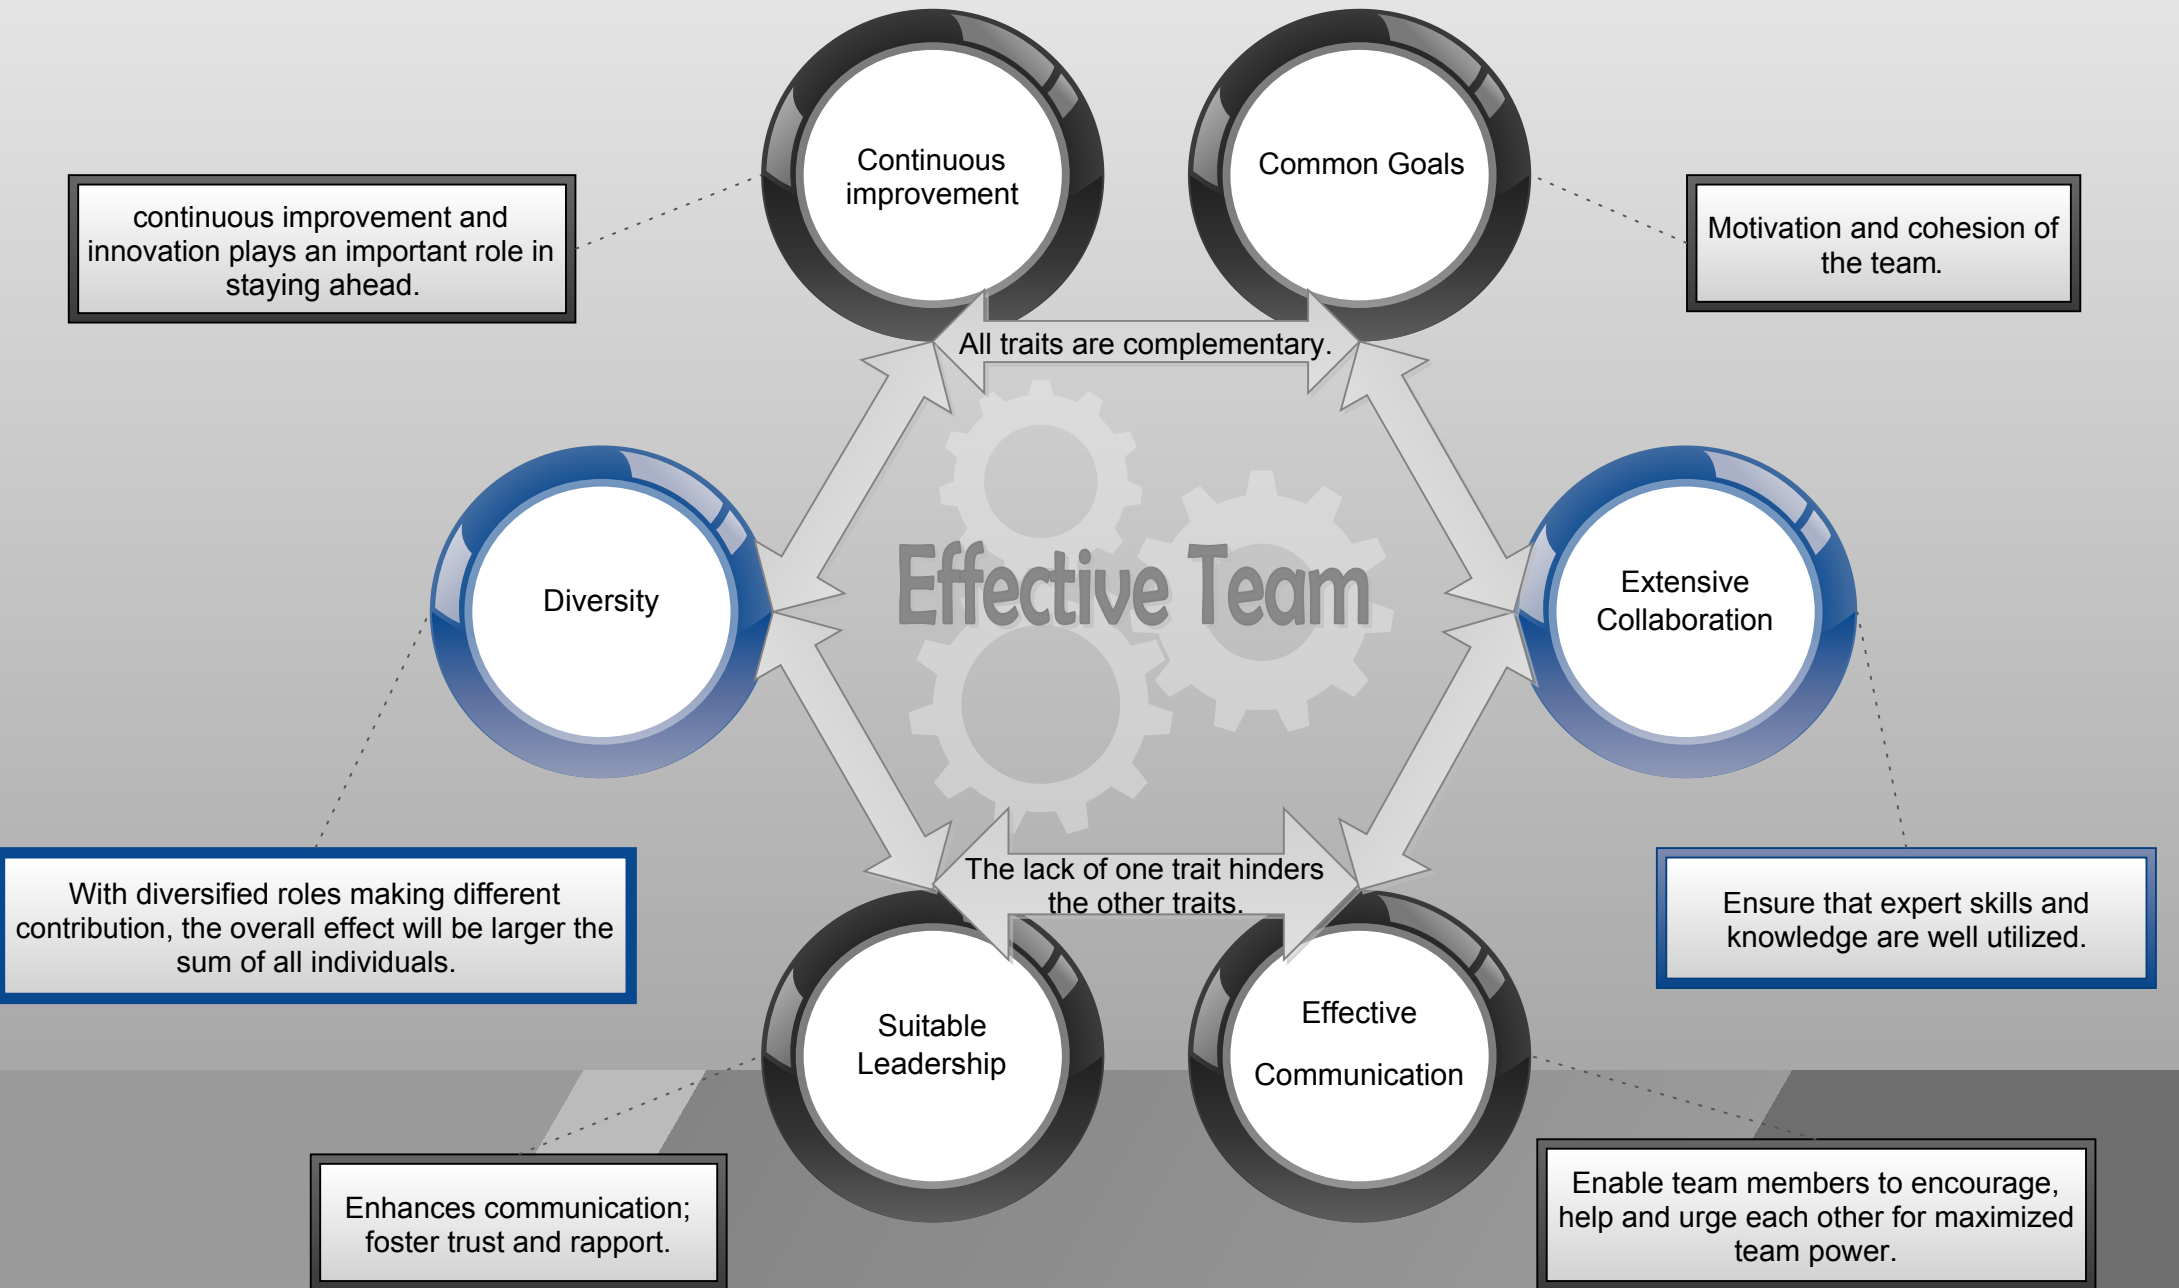 Continuous
improvement
Common Goals
continuous improvement and
innovation plays an important role in
staying ahead.
Motivation and cohesion of
the team.
All traits are complementary.
Effective Team
Diversity
Extensive
Collaboration
The lack of one trait hinders
the other traits.
With diversified roles making different
contribution, the overall effect will be larger the
sum of all individuals.
Ensure that expert skills and
knowledge are well utilized.
Suitable
Leadership
Effective
Communication
Enhances communication;
foster trust and rapport.
Enable team members to encourage,
help and urge each other for maximized
team power.